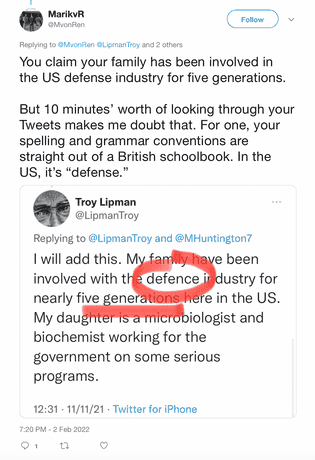 MarikvR
@MvonRen
Follow
Replying to @MvonRen @LipmanTroy and 2 others
You claim your family has been involved in
the US defense industry for five generations.
But 10 minutes’ worth of looking through your
Tweets makes me doubt that. For one, your
spelling and grammar conventions are
straight out of a British schoolbook. In the
US, it’s “defense.”
Troy Lipman
@LipmanTroy
Replying to @LipmanTroy and @MHuntington7
I will add this. My family have been
involved with the defence industry for
nearly five generations here in the US.
My daughter is a microbiologist and
biochemist working for the
government on some serious
programs.
12:31 · 11/11/21 · Twitter for iPhone
7:20 PM - 2 Feb 2022
1